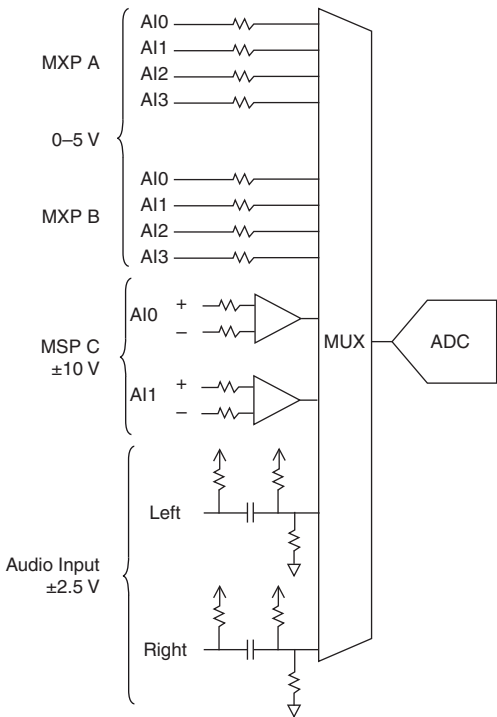 MXP A
0–5 V
MXP B
AI0
AI1
AI2
AI3
AI0
AI1
AI2
AI3
MSP C
±10 V
AI0
+
−
AI1
+
−
Audio Input
±2.5 V
Left
Right
MUX
ADC